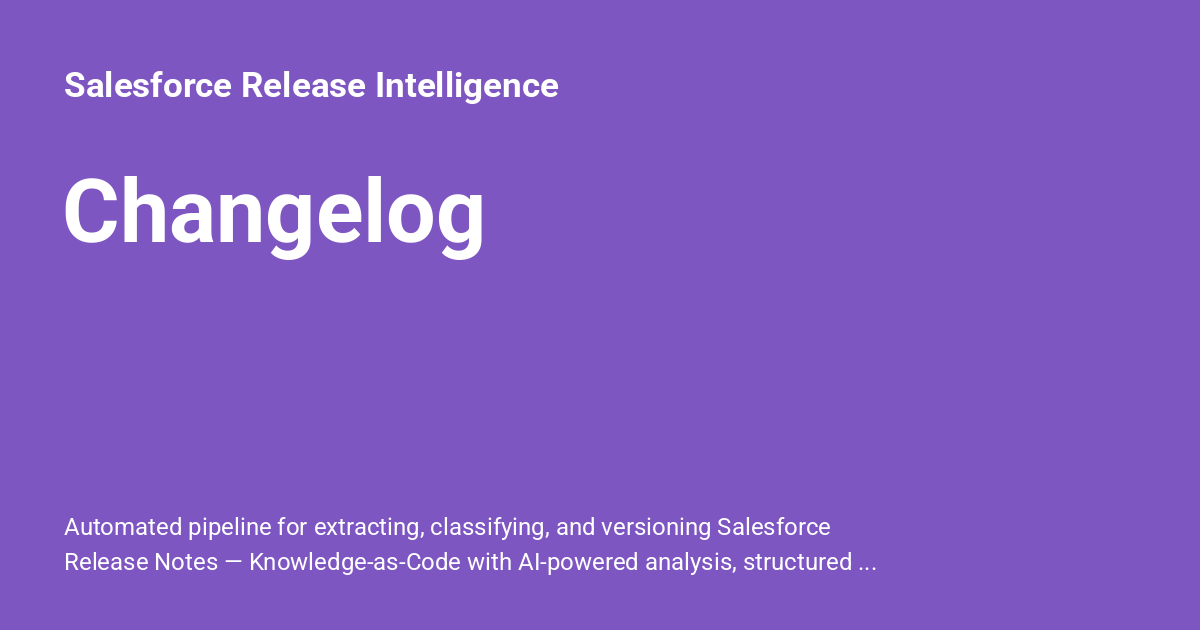 Salesforce Release Intelligence
Changelog
Automated pipeline for extracting, classifying, and versioning Salesforce
Release Notes — Knowledge-as-Code with AI-powered analysis, structured ...